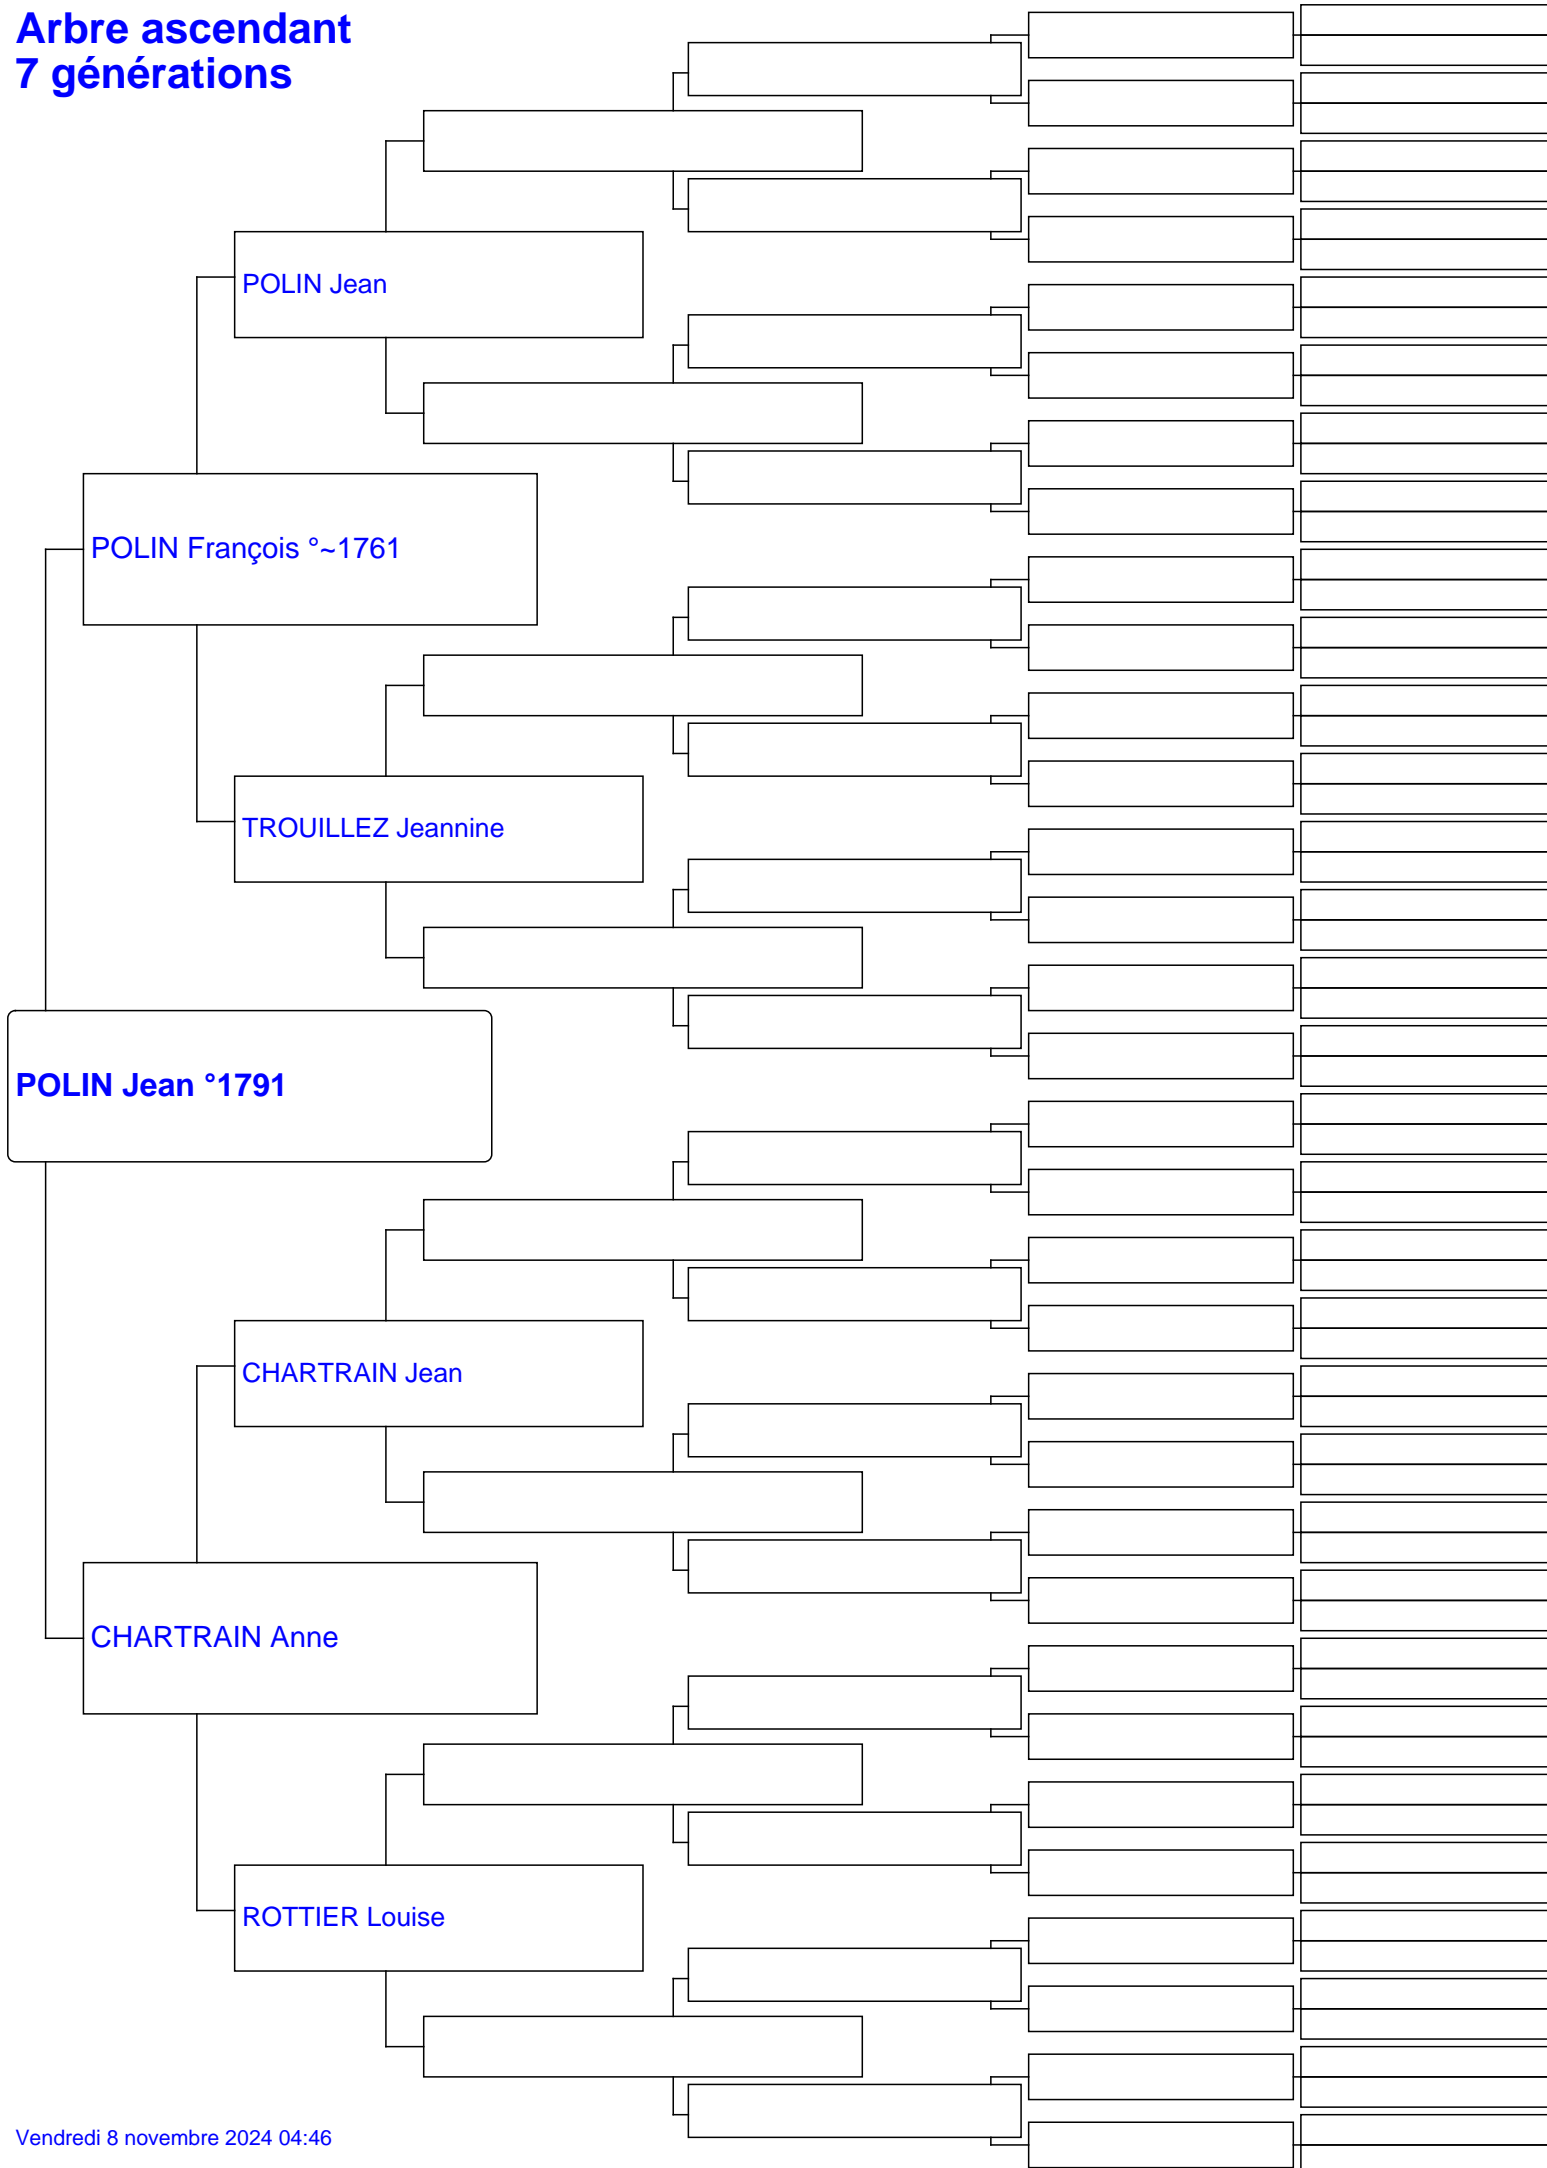 Arbre ascendant
7 générations
POLIN Jean
POLIN François °~1761
TROUILLEZ Jeannine
POLIN Jean °1791
CHARTRAIN Jean
CHARTRAIN Anne
ROTTIER Louise
Vendredi 8 novembre 2024 04:46